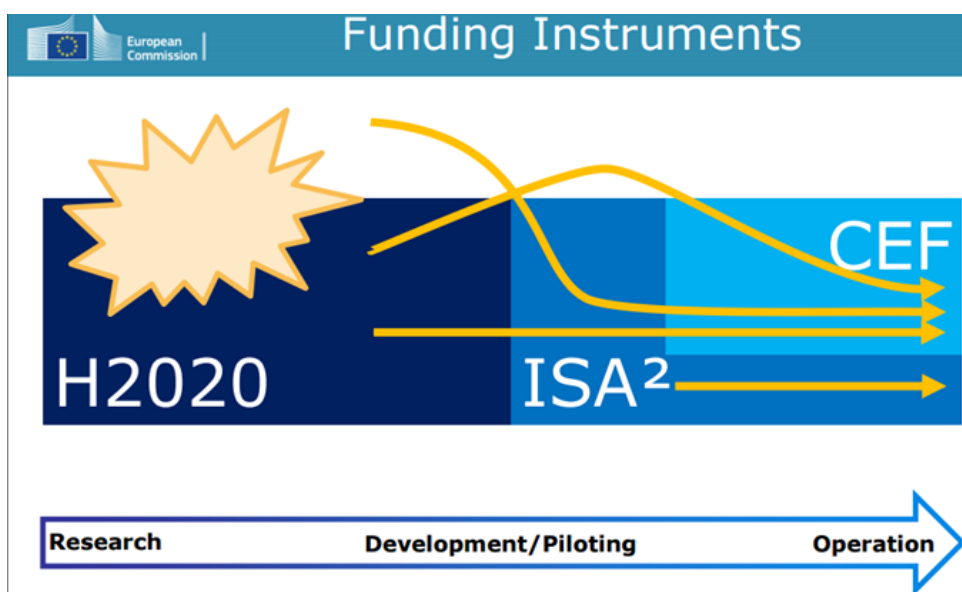 European
Commission
Funding Instruments
CEF
H2020
ISA²
Research
Development/Piloting
Operation